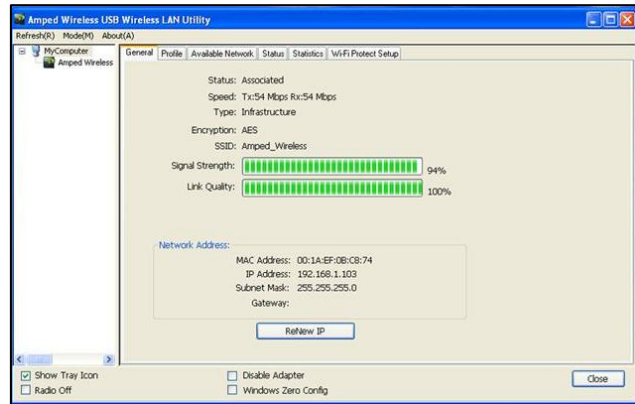 Amped Wireless USB Wireless LAN Utility
Refresh(R) Mode(M) About(A)
MyComputer
Amped Wireless
General Profile Available Network Status Statistics Wi-Fi Protect Setup
Status: Associated
Speed: Tx:54 Mbps Rx:54 Mbps
Type: Infrastructure
Encryption: AES
SSID: Amped_Wireless
Signal Strength: 94%
Link Quality: 100%
Network Address:
MAC Address: 00:1A:EF:0B:C8:74
IP Address: 192.168.1.103
Subnet Mask: 255.255.255.0
Gateway:
ReNew IP
Show Tray Icon Disable Adapter
Radio Off Windows Zero Config
Close